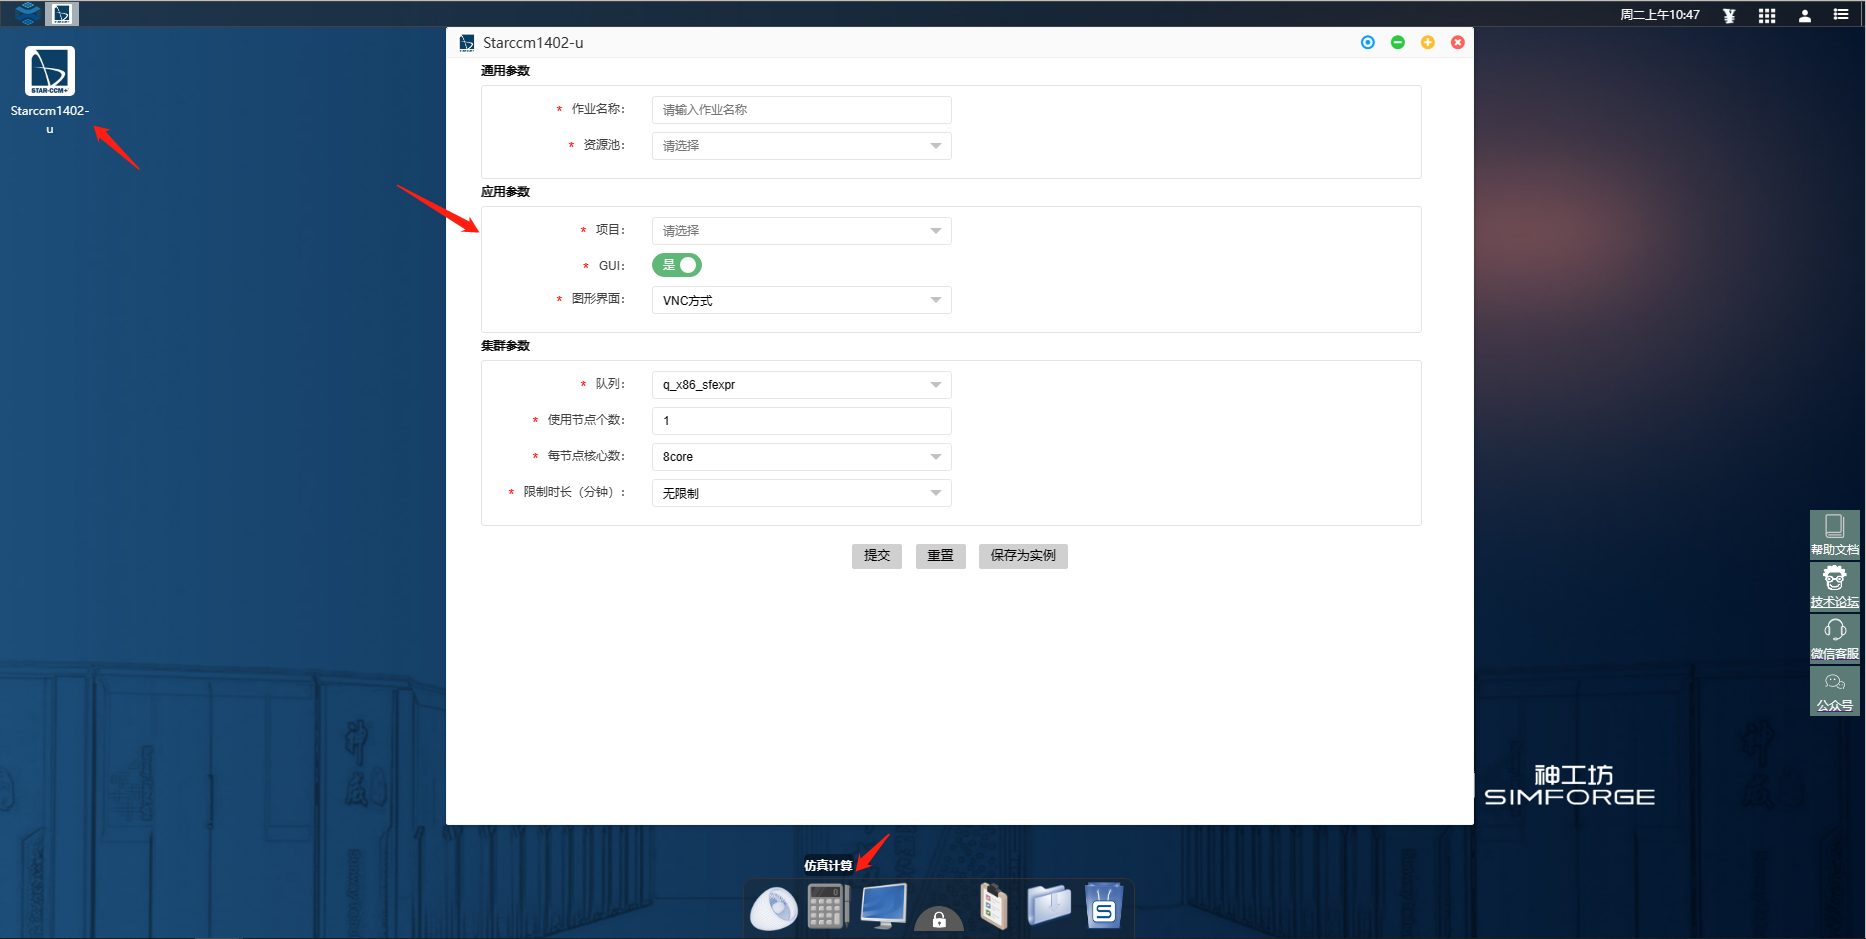 周二上午10:47
Starccm1402-u
STAR-CCM+
Starccm1402-
u
通用参数
* 作业名称: 请输入作业名称
* 资源池: 请选择
应用参数
* 项目: 请选择
* GUI: 是
* 图形界面: VNC方式
集群参数
* 队列: q_x86_sfexpr
* 使用节点个数: 1
* 每节点核心数: 8core
* 限制时长（分钟）: 无限制
提交 重置 保存为实例
帮助文档
技术论坛
微信客服
公众号
神工坊
SIMFORGE
仿真计算